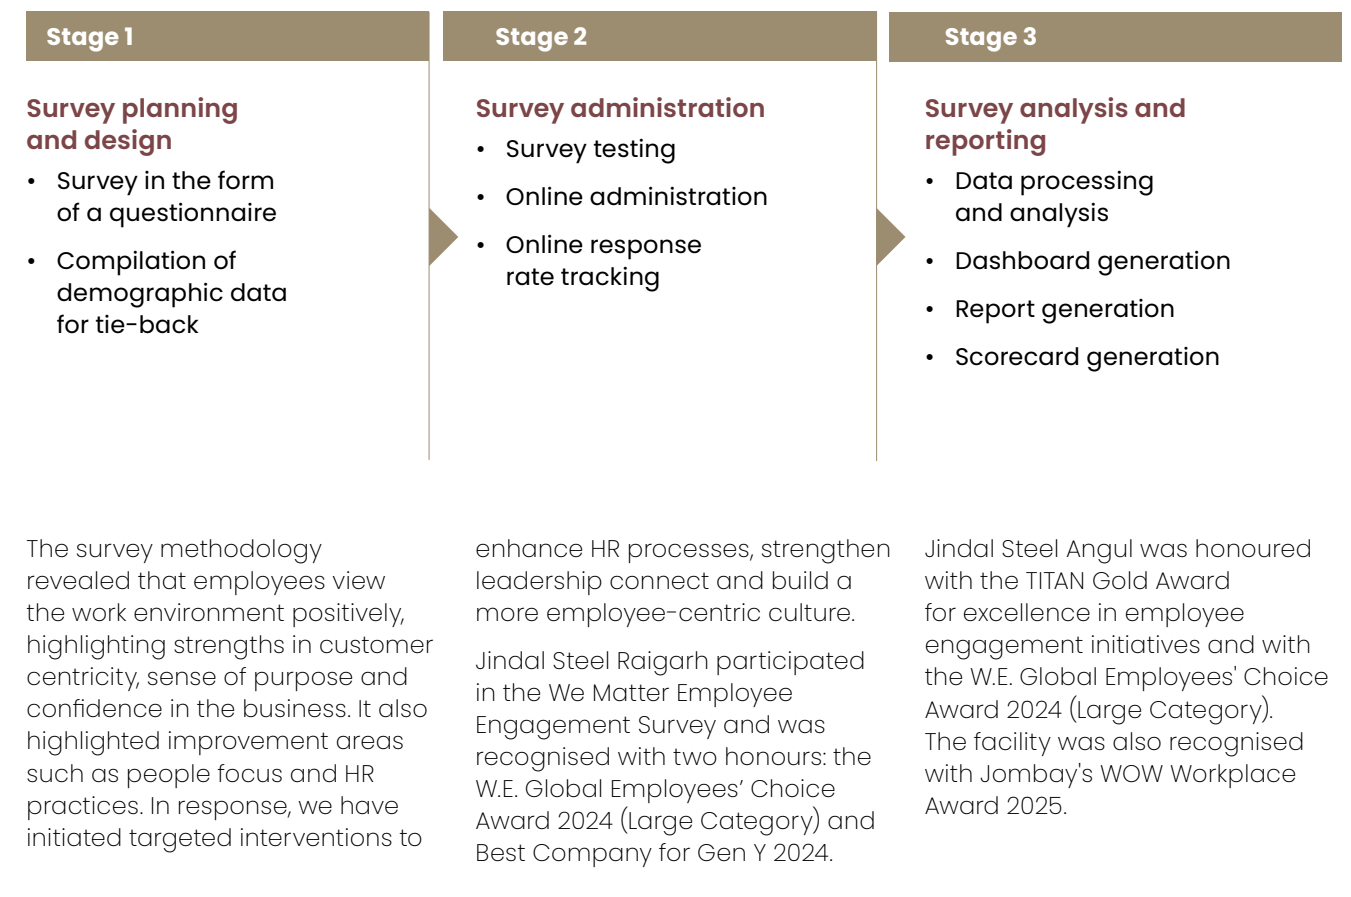 Stage 1
Survey planning
and design
• Survey in the form
of a questionnaire
• Compilation of
demographic data
for tie-back
Stage 2
Survey administration
• Survey testing
• Online administration
• Online response
rate tracking
Stage 3
Survey analysis and
reporting
• Data processing
and analysis
• Dashboard generation
• Report generation
• Scorecard generation
The survey methodology
revealed that employees view
the work environment positively,
highlighting strengths in customer
centricity, sense of purpose and
confidence in the business. It also
highlighted improvement areas
such as people focus and HR
practices. In response, we have
initiated targeted interventions to
enhance HR processes, strengthen
leadership connect and build a
more employee-centric culture.
Jindal Steel Raigarh participated
in the We Matter Employee
Engagement Survey and was
recognised with two honours: the
W.E. Global Employees’ Choice
Award 2024 (Large Category) and
Best Company for Gen Y 2024.
Jindal Steel Angul was honoured
with the TITAN Gold Award
for excellence in employee
engagement initiatives and with
the W.E. Global Employees' Choice
Award 2024 (Large Category).
The facility was also recognised
with Jombay's WOW Workplace
Award 2025.